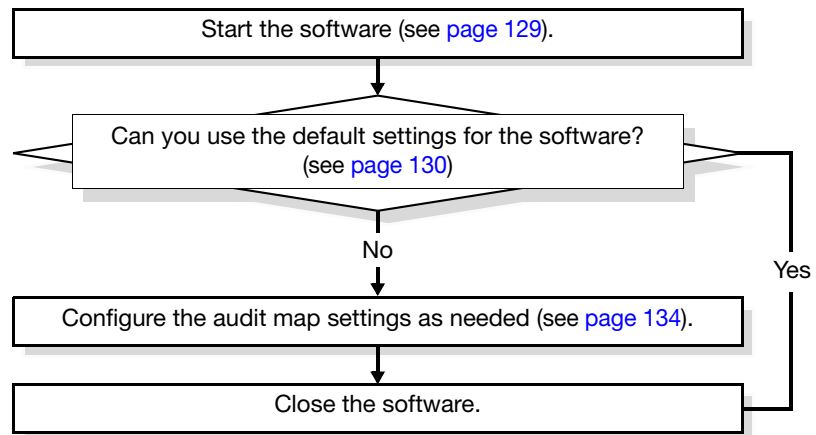 Start the software (see page 129).
Can you use the default settings for the software?
(see page 130)
No
Yes
Configure the audit map settings as needed (see page 134).
Close the software.